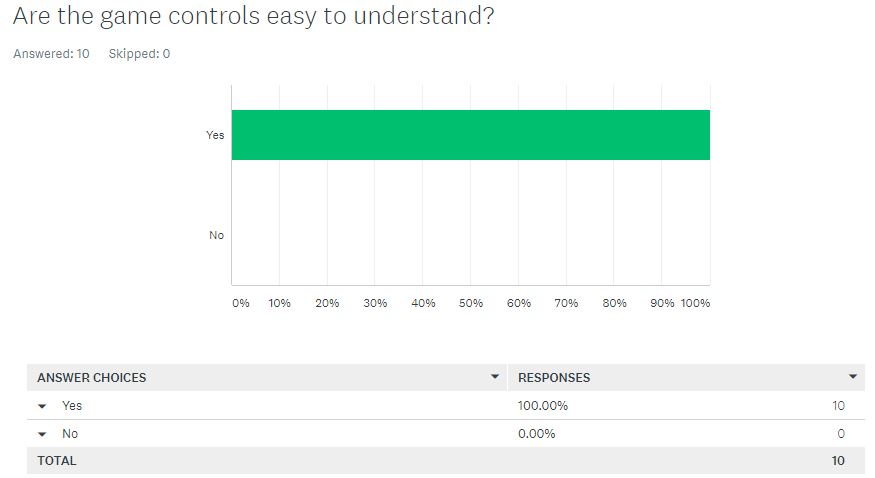 Are the game controls easy to understand?
Answered: 10 Skipped: 0
Yes
No
0% 10% 20% 30% 40% 50% 60% 70% 80% 90% 100%
ANSWER CHOICES RESPONSES
Yes 100.00% 10
No 0.00% 0
TOTAL 10